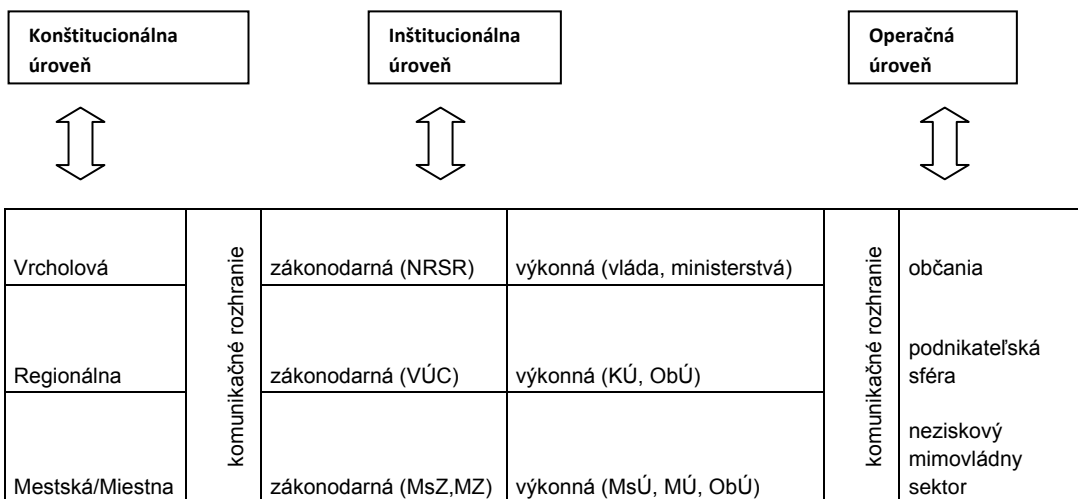 Konštitucionálna
úroveň
Inštitucionálna
úroveň
Operačná
úroveň
Vrcholová
komunikačné rozhranie
zákonodarná (NRSR)
výkonná (vláda, ministerstvá)
komunikačné rozhranie
občania
Regionálna
zákonodarná (VÚC)
výkonná (KÚ, ObÚ)
podnikateľská
sféra
Mestská/Miestna
zákonodarná (MsZ,MZ)
výkonná (MsÚ, MÚ, ObÚ)
neziskový
mimovládny
sektor